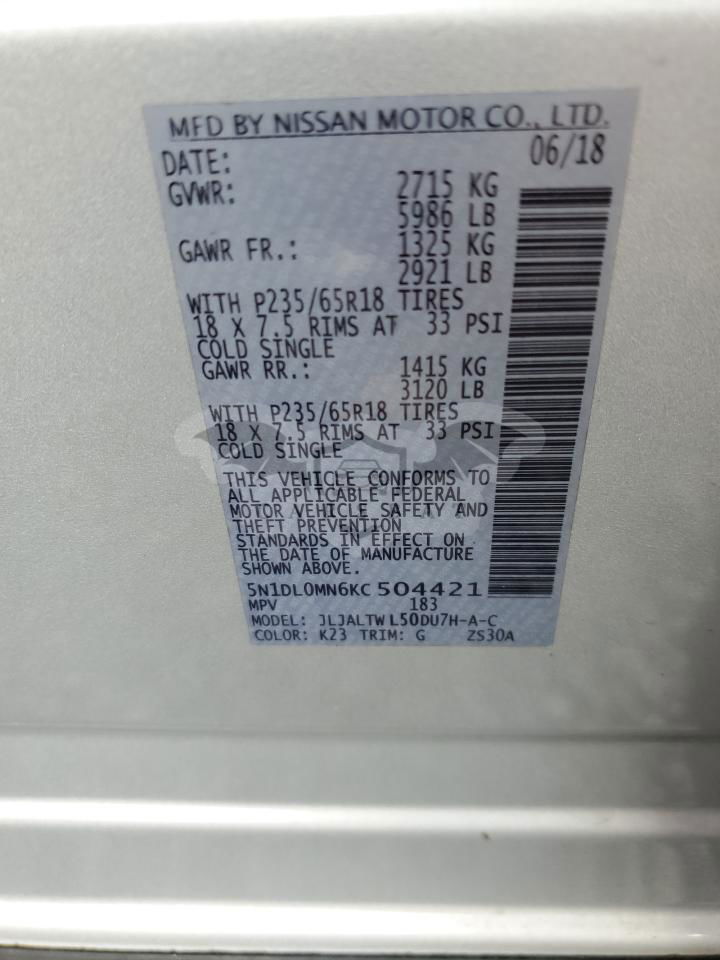 MFD BY NISSAN MOTOR CO., LTD.
DATE: 06/18
GVWR: 2715 KG
5986 LB
GAWR FR.: 1325 KG
2921 LB
WITH P235/65R18 TIRES
18 X 7.5 RIMS AT 33 PSI
COLD SINGLE
GAWR RR.: 1415 KG
3120 LB
WITH P235/65R18 TIRES
18 X 7.5 RIMS AT 33 PSI
COLD SINGLE
THIS VEHICLE CONFORMS TO
ALL APPLICABLE FEDERAL
MOTOR VEHICLE SAFETY AND
THEFT PREVENTION
STANDARDS IN EFFECT ON
THE DATE OF MANUFACTURE
SHOWN ABOVE.
5N1DL0MN6KC504421
MPV 183
MODEL: JLJALTWL50DU7H-A-C
COLOR: K23 TRIM: G ZS30A